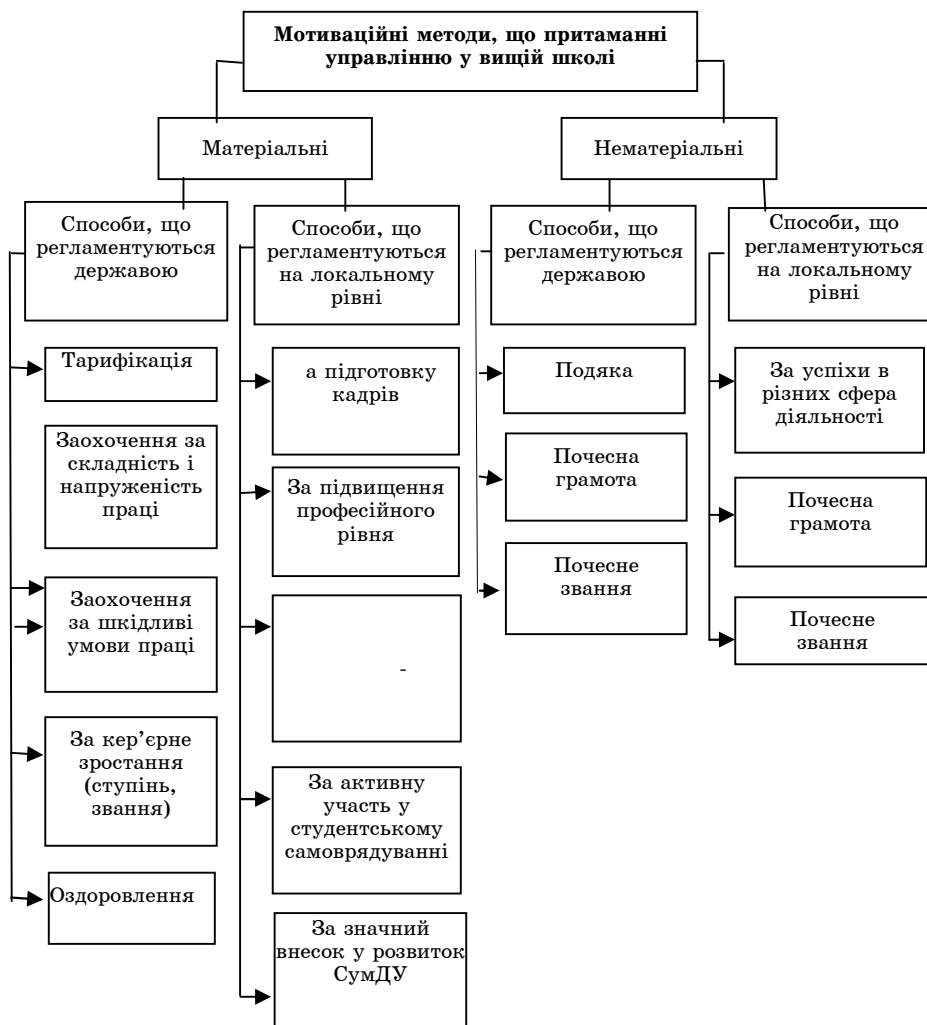 Мотиваційні методи, що притаманні
управлінню у вищій школі
Матеріальні
Нематеріальні
Способи, що
регламентуються
державою
Способи, що
регламентуються
на локальному
рівні
Способи, що
регламентуються
державою
Способи, що
регламентуються
на локальному
рівні
Тарифікація
Заохочення за
складність і
напруженість
праці
Заохочення
за шкідливі
умови праці
За кер’єрне
зростання
(ступінь,
звання)
Оздоровлення
а підготовку
кадрів
За підвищення
професійного
рівня
-
За активну
участь у
студентському
самоврядуванні
За значний
внесок у розвиток
СумДУ
Подяка
Почесна
грамота
Почесне
звання
За успіхи в
різних сфера
діяльності
Почесна
грамота
Почесне
звання